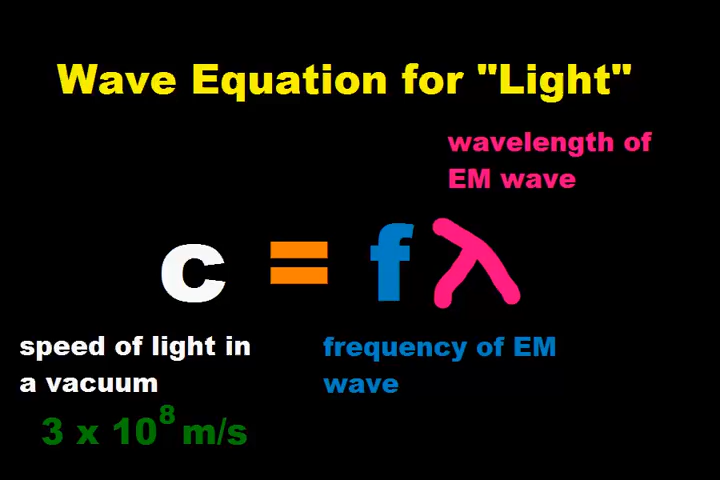 Wave Equation for "Light"
wavelength of
EM wave
c = fλ
speed of light in
a vacuum
3 x 10⁸ m/s
frequency of EM
wave